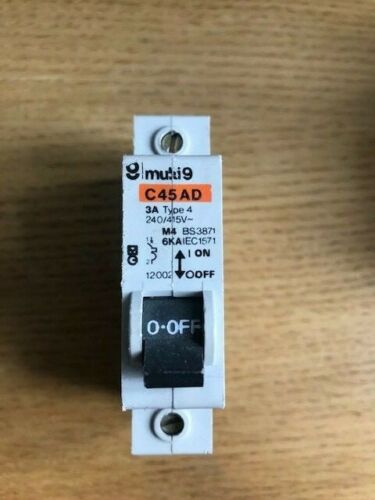 multi9
C45AD
3A Type 4
240/415V~
M4 BS3871
6KA IEC1571
I ON
12002 O OFF
O·OFF